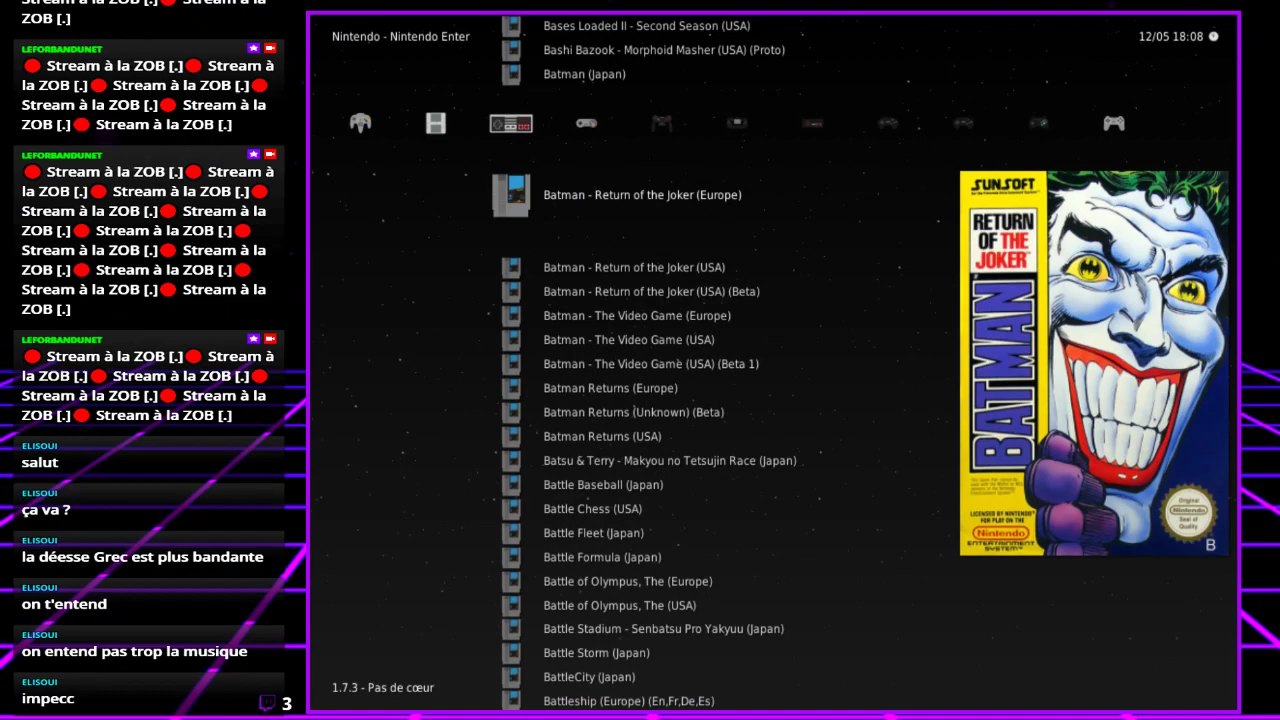 Stream à la ZOB [.] Stream à la
ZOB [.]
LEFORBANDUNET
Stream à la ZOB [.] Stream à
la ZOB [.] Stream à la ZOB [.]
Stream à la ZOB [.] Stream à la
ZOB [.] Stream à la ZOB [.]
LEFORBANDUNET
Stream à la ZOB [.] Stream à
la ZOB [.] Stream à la ZOB [.]
Stream à la ZOB [.] Stream à la
ZOB [.] Stream à la ZOB [.]
Stream à la ZOB [.] Stream à la
ZOB [.] Stream à la ZOB [.]
Stream à la ZOB [.] Stream à la
ZOB [.]
LEFORBANDUNET
Stream à la ZOB [.] Stream à
la ZOB [.] Stream à la ZOB [.]
Stream à la ZOB [.] Stream à la
ZOB [.] Stream à la ZOB [.]
ELISOUI
salut
ELISOUI
ça va ?
ELISOUI
la déesse Grec est plus bandante
ELISOUI
on t'entend
ELISOUI
on entend pas trop la musique
ELISOUI
impecc
3
Nintendo - Nintendo Enter
12/05 18:08
Bases Loaded II - Second Season (USA)
Bashi Bazook - Morphoid Masher (USA) (Proto)
Batman (Japan)
Batman - Return of the Joker (Europe)
Batman - Return of the Joker (USA)
Batman - Return of the Joker (USA) (Beta)
Batman - The Video Game (Europe)
Batman - The Video Game (USA)
Batman - The Video Game (USA) (Beta 1)
Batman Returns (Europe)
Batman Returns (Unknown) (Beta)
Batman Returns (USA)
Batsu & Terry - Makyou no Tetsujin Race (Japan)
Battle Baseball (Japan)
Battle Chess (USA)
Battle Fleet (Japan)
Battle Formula (Japan)
Battle of Olympus, The (Europe)
Battle of Olympus, The (USA)
Battle Stadium - Senbatsu Pro Yakyuu (Japan)
Battle Storm (Japan)
BattleCity (Japan)
Battleship (Europe) (En,Fr,De,Es)
1.7.3 - Pas de cœur
SUNSOFT
RETURN
OF THE
JOKER
BATMAN
LICENSED BY NINTENDO
FOR PLAY ON THE
Nintendo
ENTERTAINMENT
SYSTEM
Original
Nintendo
Seal of
Quality
B